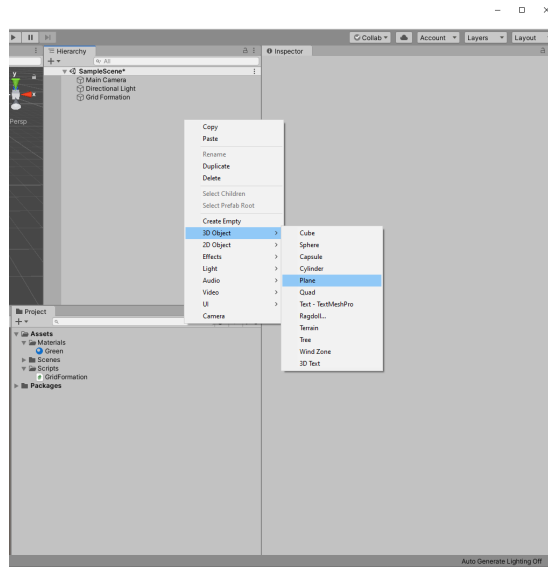 Collab
Account
Layers
Layout
Hierarchy
Inspector
All
SampleScene*
Main Camera
Directional Light
Grid Formation
y
x
Persp
Copy
Paste
Rename
Duplicate
Delete
Select Children
Select Prefab Root
Create Empty
3D Object
2D Object
Effects
Light
Audio
Video
UI
Camera
Cube
Sphere
Capsule
Cylinder
Plane
Quad
Text - TextMeshPro
Ragdoll...
Terrain
Tree
Wind Zone
3D Text
Project
Assets
Materials
Green
Scenes
Scripts
GridFormation
Packages
Auto Generate Lighting Off